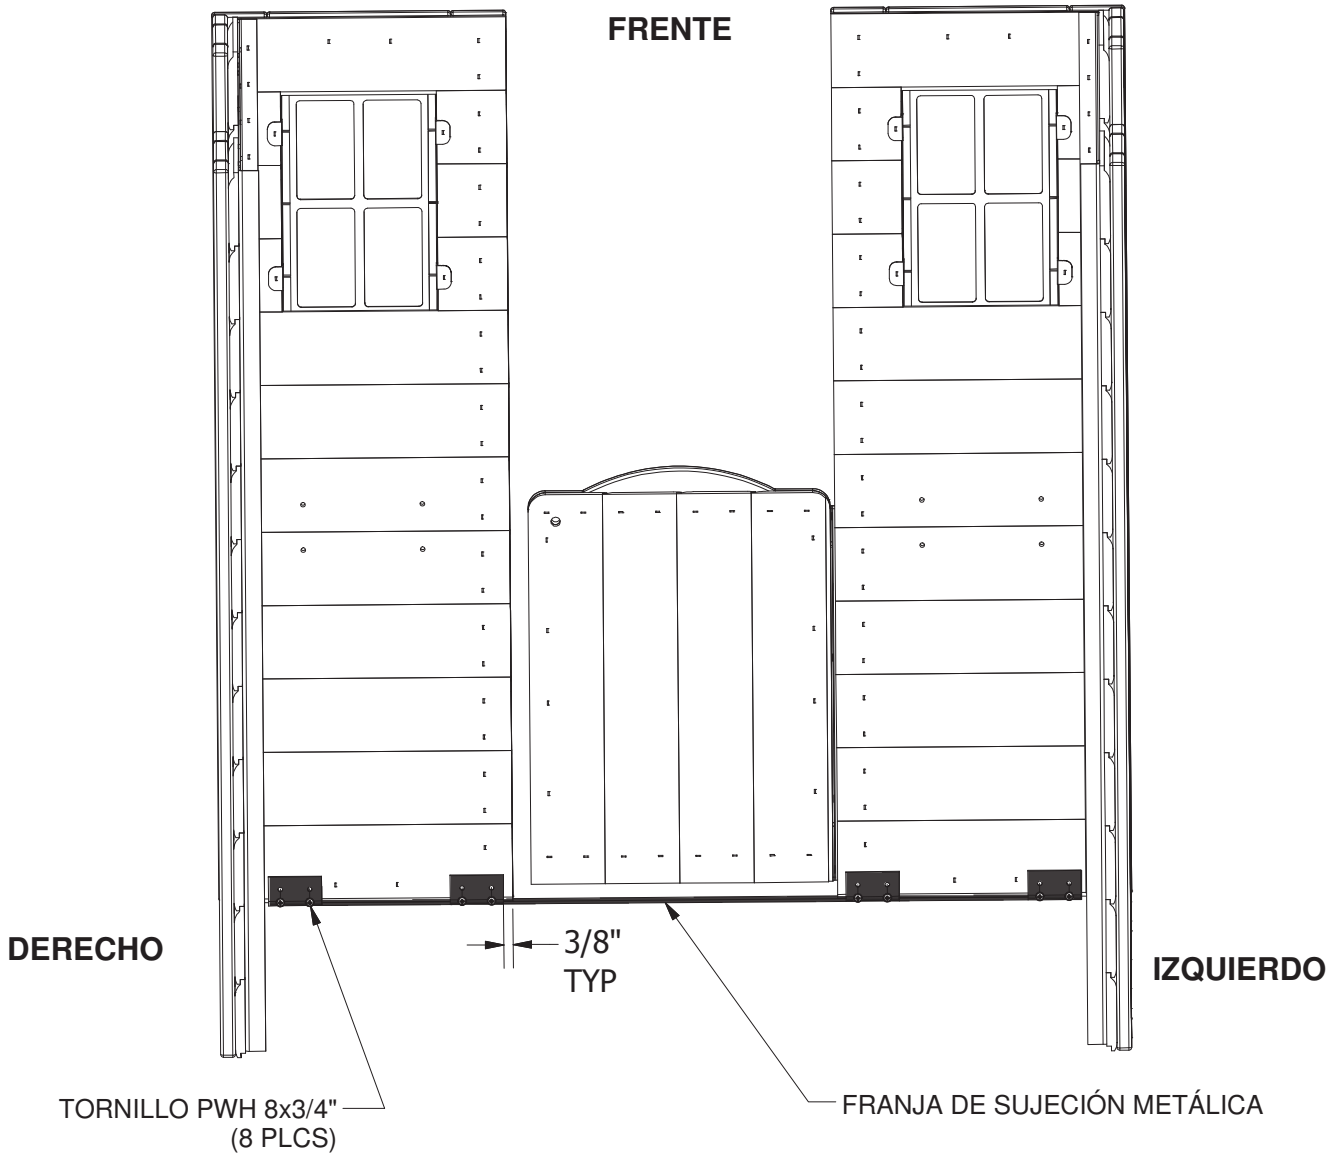 FRENTE
DERECHO
3/8"
TYP
IZQUIERDO
TORNILLO PWH 8x3/4"
(8 PLCS)
FRANJA DE SUJECIÓN METÁLICA